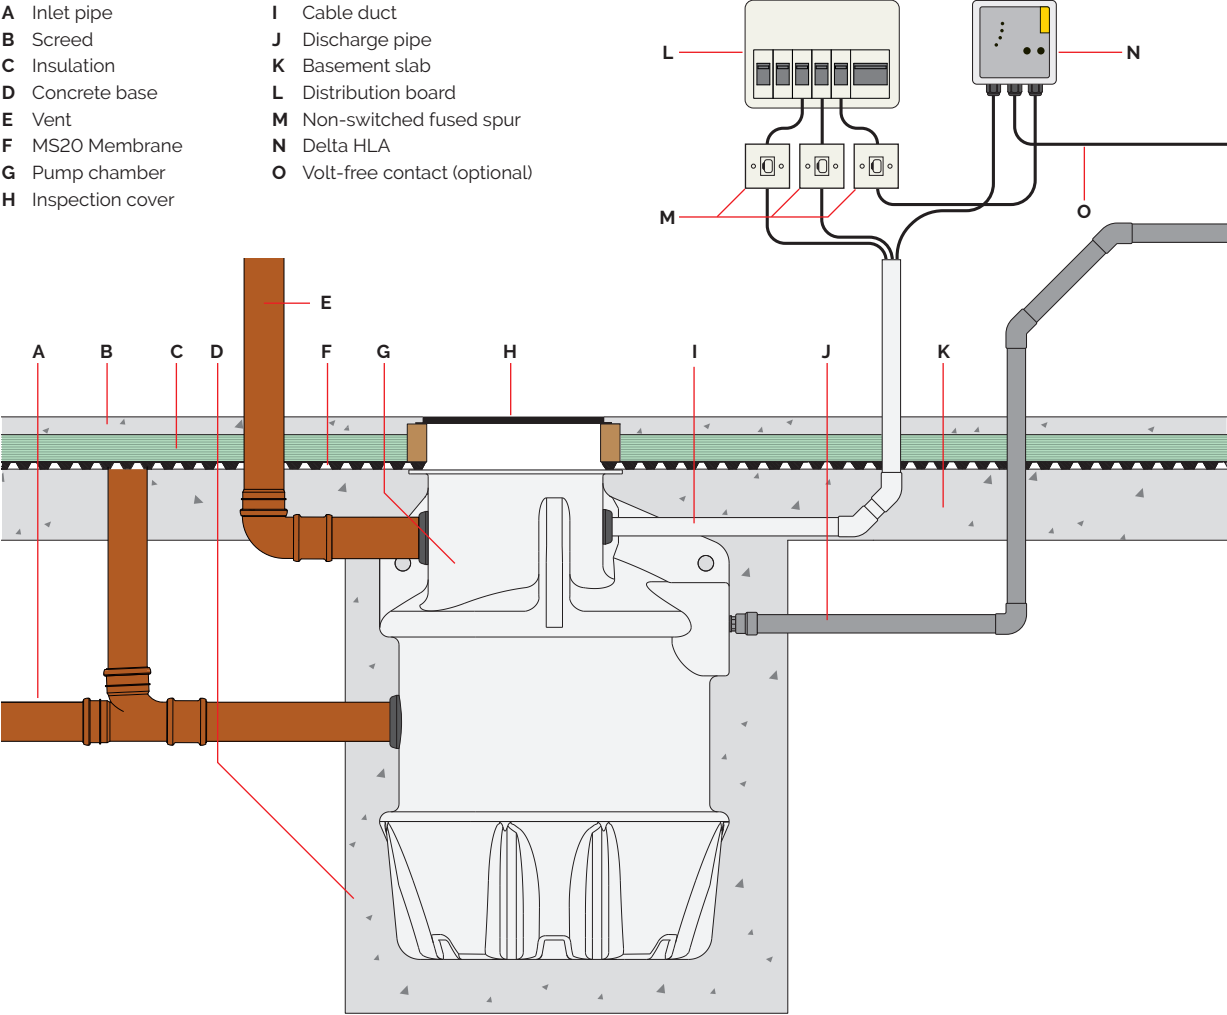 A Inlet pipe
B Screed
C Insulation
D Concrete base
E Vent
F MS20 Membrane
G Pump chamber
H Inspection cover
I Cable duct
J Discharge pipe
K Basement slab
L Distribution board
M Non-switched fused spur
N Delta HLA
O Volt-free contact (optional)
L
N
M
O
E
A B C D F G H I J K